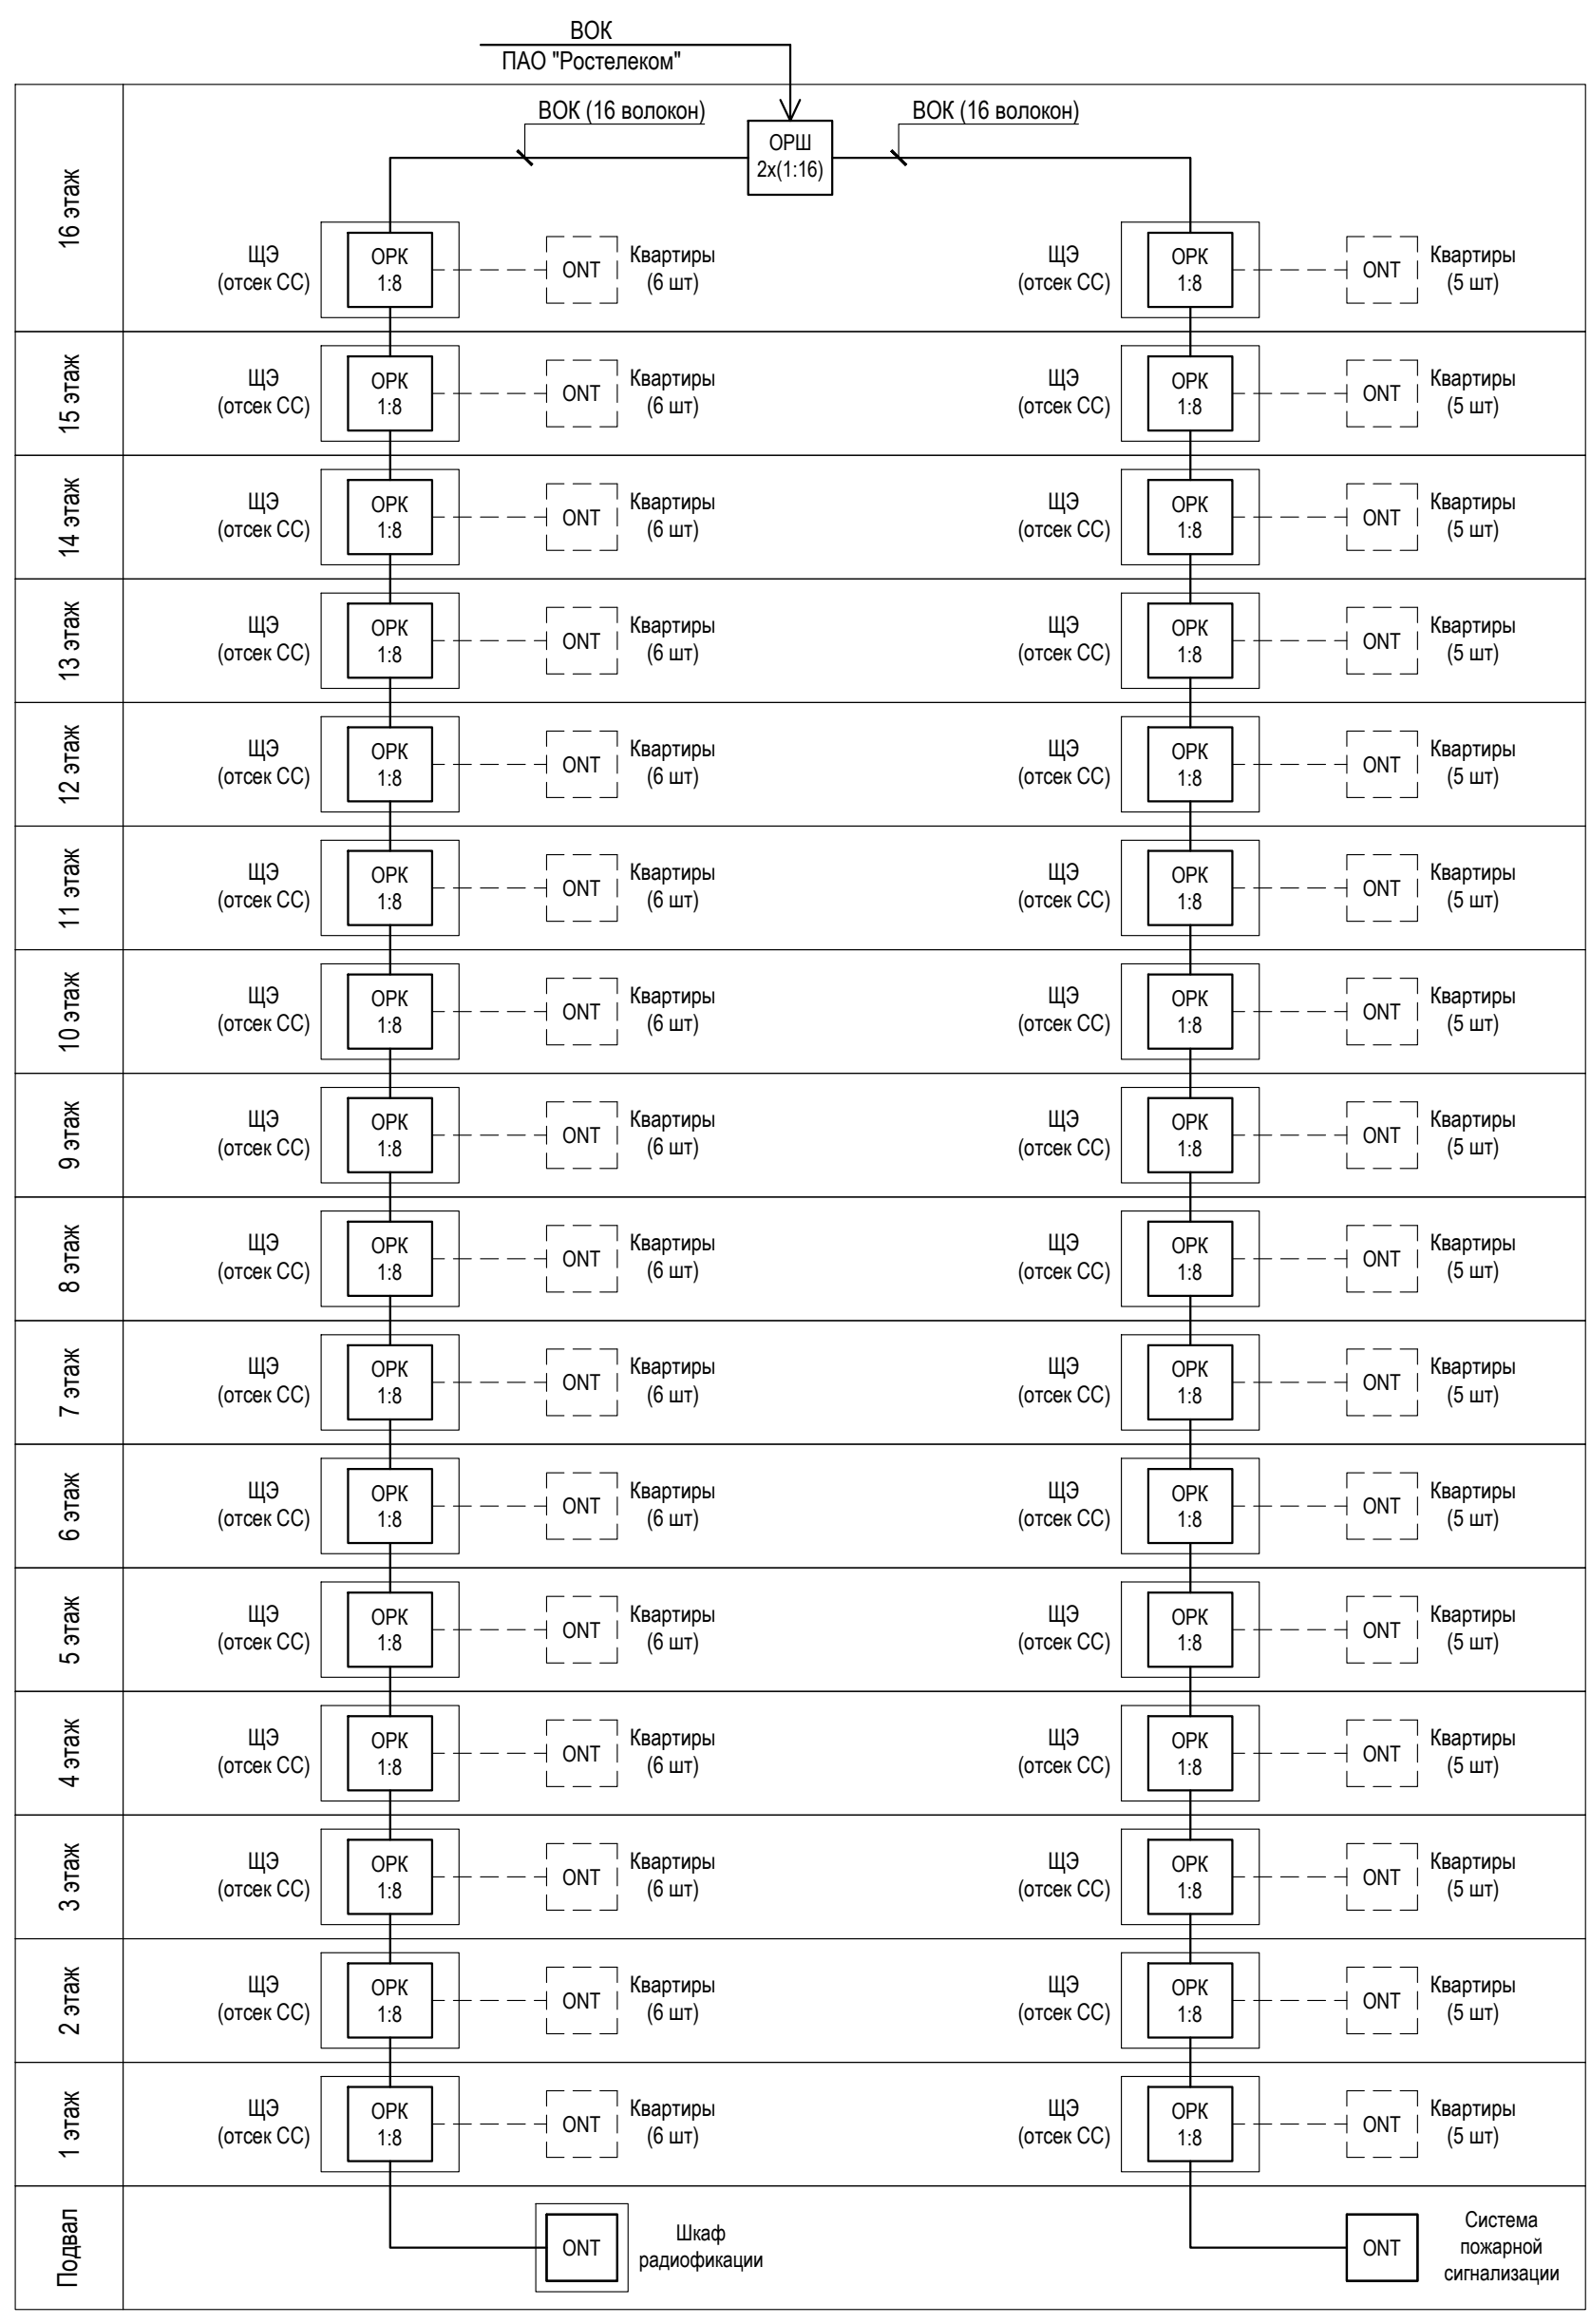 ВОК
ПАО "Ростелеком"
ВОК (16 волокон)
ОРШ
2x(1:16)
ВОК (16 волокон)
16 этаж
ЩЭ
(отсек СС)
ОРК
1:8
ONT
Квартиры
(6 шт)
ЩЭ
(отсек СС)
ОРК
1:8
ONT
Квартиры
(5 шт)
15 этаж
ЩЭ
(отсек СС)
ОРК
1:8
ONT
Квартиры
(6 шт)
ЩЭ
(отсек СС)
ОРК
1:8
ONT
Квартиры
(5 шт)
14 этаж
ЩЭ
(отсек СС)
ОРК
1:8
ONT
Квартиры
(6 шт)
ЩЭ
(отсек СС)
ОРК
1:8
ONT
Квартиры
(5 шт)
13 этаж
ЩЭ
(отсек СС)
ОРК
1:8
ONT
Квартиры
(6 шт)
ЩЭ
(отсек СС)
ОРК
1:8
ONT
Квартиры
(5 шт)
12 этаж
ЩЭ
(отсек СС)
ОРК
1:8
ONT
Квартиры
(6 шт)
ЩЭ
(отсек СС)
ОРК
1:8
ONT
Квартиры
(5 шт)
11 этаж
ЩЭ
(отсек СС)
ОРК
1:8
ONT
Квартиры
(6 шт)
ЩЭ
(отсек СС)
ОРК
1:8
ONT
Квартиры
(5 шт)
10 этаж
ЩЭ
(отсек СС)
ОРК
1:8
ONT
Квартиры
(6 шт)
ЩЭ
(отсек СС)
ОРК
1:8
ONT
Квартиры
(5 шт)
9 этаж
ЩЭ
(отсек СС)
ОРК
1:8
ONT
Квартиры
(6 шт)
ЩЭ
(отсек СС)
ОРК
1:8
ONT
Квартиры
(5 шт)
8 этаж
ЩЭ
(отсек СС)
ОРК
1:8
ONT
Квартиры
(6 шт)
ЩЭ
(отсек СС)
ОРК
1:8
ONT
Квартиры
(5 шт)
7 этаж
ЩЭ
(отсек СС)
ОРК
1:8
ONT
Квартиры
(6 шт)
ЩЭ
(отсек СС)
ОРК
1:8
ONT
Квартиры
(5 шт)
6 этаж
ЩЭ
(отсек СС)
ОРК
1:8
ONT
Квартиры
(6 шт)
ЩЭ
(отсек СС)
ОРК
1:8
ONT
Квартиры
(5 шт)
5 этаж
ЩЭ
(отсек СС)
ОРК
1:8
ONT
Квартиры
(6 шт)
ЩЭ
(отсек СС)
ОРК
1:8
ONT
Квартиры
(5 шт)
4 этаж
ЩЭ
(отсек СС)
ОРК
1:8
ONT
Квартиры
(6 шт)
ЩЭ
(отсек СС)
ОРК
1:8
ONT
Квартиры
(5 шт)
3 этаж
ЩЭ
(отсек СС)
ОРК
1:8
ONT
Квартиры
(6 шт)
ЩЭ
(отсек СС)
ОРК
1:8
ONT
Квартиры
(5 шт)
2 этаж
ЩЭ
(отсек СС)
ОРК
1:8
ONT
Квартиры
(6 шт)
ЩЭ
(отсек СС)
ОРК
1:8
ONT
Квартиры
(5 шт)
1 этаж
ЩЭ
(отсек СС)
ОРК
1:8
ONT
Квартиры
(6 шт)
ЩЭ
(отсек СС)
ОРК
1:8
ONT
Квартиры
(5 шт)
Подвал
ONT
Шкаф
радиофикации
ONT
Система
пожарной
сигнализации